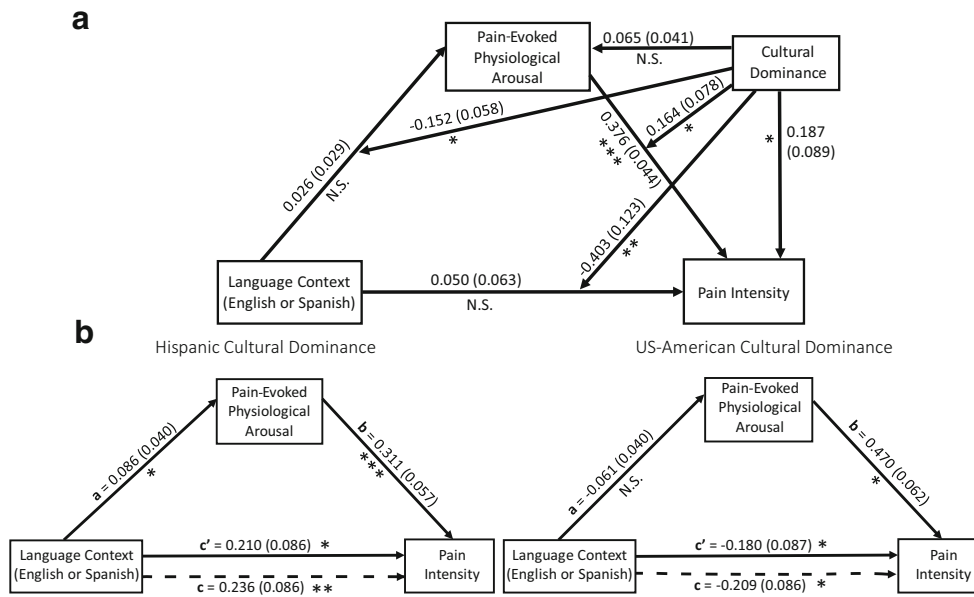 a
Pain-Evoked
Physiological
Arousal
0.065 (0.041)
N.S.
Cultural
Dominance
-0.152 (0.058)
*
0.164 (0.078)
*
0.376 (0.044)
***
* 0.187
(0.089)
0.026 (0.029)
N.S.
-0.403 (0.123)
**
Language Context
(English or Spanish)
0.050 (0.063)
N.S.
Pain Intensity
b
Hispanic Cultural Dominance
Pain-Evoked
Physiological
Arousal
a = 0.086 (0.040)
*
b = 0.311 (0.057)
***
Language Context
(English or Spanish)
c' = 0.210 (0.086) *
c = 0.236 (0.086) **
Pain
Intensity
US-American Cultural Dominance
Pain-Evoked
Physiological
Arousal
a = -0.061 (0.040)
N.S.
b = 0.470 (0.062)
*
Language Context
(English or Spanish)
c' = -0.180 (0.087) *
c = -0.209 (0.086) *
Pain
Intensity